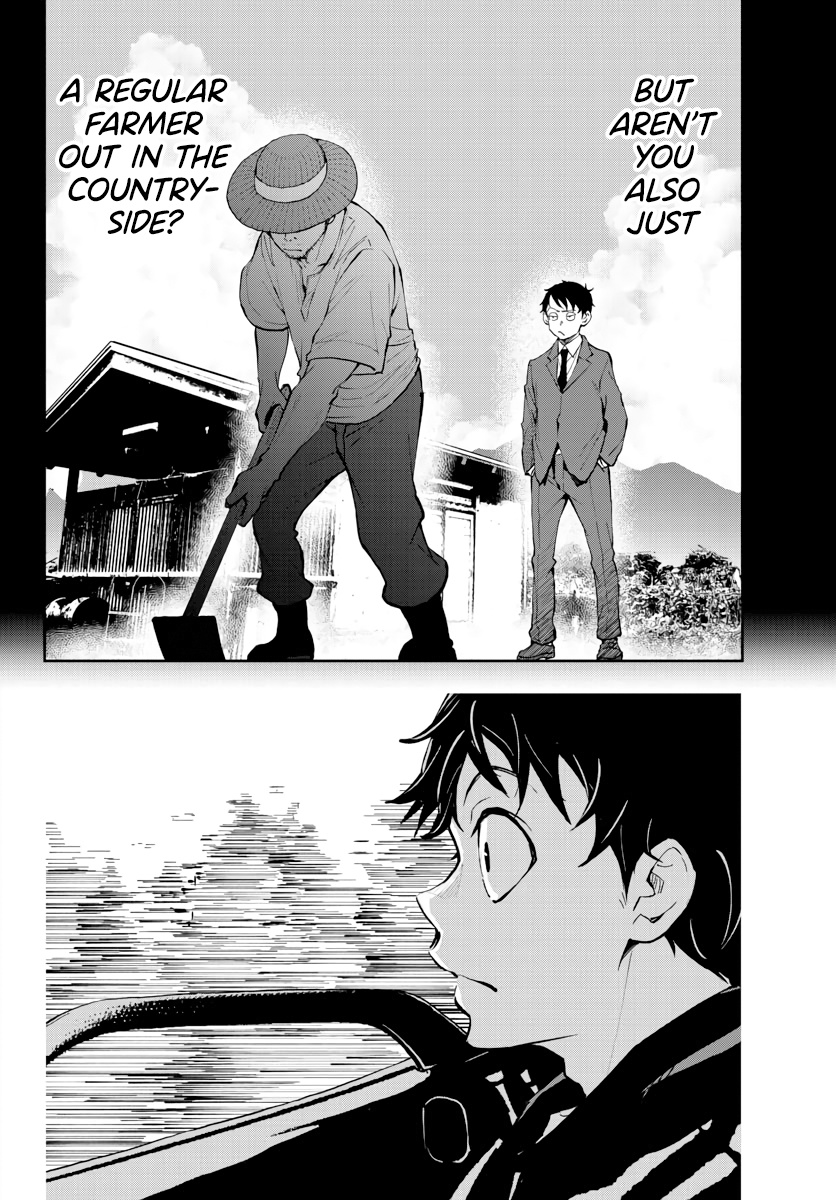 BUT
AREN'T
YOU
ALSO
JUST
A REGULAR
FARMER
OUT IN THE
COUNTRY-
SIDE?